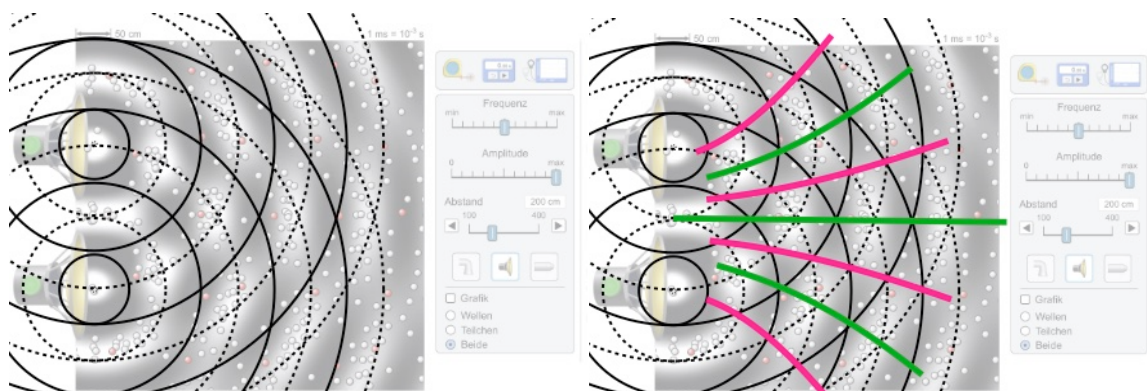 50 cm
1 ms = 10⁻³ s
Frequenz
min max
Amplitude
0 max
Abstand 200 cm
100 490
Grafik
Wellen
Teilchen
Beide
50 cm
1 ms = 10⁻³ s
Frequenz
min max
Amplitude
0 max
Abstand 200 cm
100 400
Grafik
Wellen
Teilchen
Beide